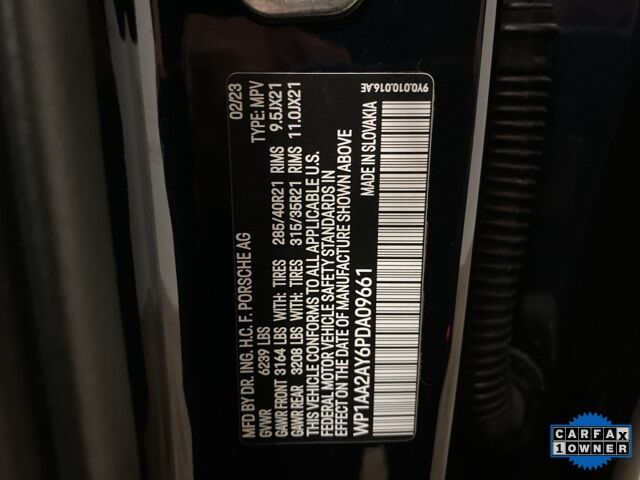 MFD BY DR. ING. H.C. F. PORSCHE AG 02/23
GVWR 6239 LBS TYPE: MPV
GAWR FRONT 3164 LBS WITH: TIRES 285/40R21 RIMS 9.5JX21
GAWR REAR 3208 LBS WITH: TIRES 315/35R21 RIMS 11.0JX21
THIS VEHICLE CONFORMS TO ALL APPLICABLE U.S.
FEDERAL MOTOR VEHICLE SAFETY STANDARDS IN
EFFECT ON THE DATE OF MANUFACTURE SHOWN ABOVE
WP1AA2AY6PDA09661 MADE IN SLOVAKIA
9Y0.010.016.AE
CARFAX
1 OWNER